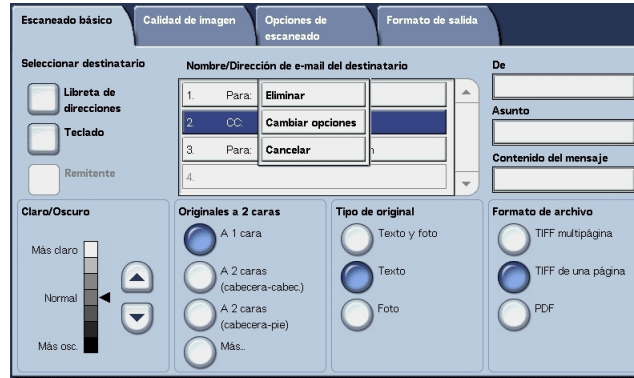 Escaneado básico
Calidad de imagen
Opciones de
escaneado
Formato de salida
Seleccionar destinatario
Libreta de
direcciones
Teclado
Remitente
Nombre/Dirección de e-mail del destinatario
1. Para:
2. CC:
3. Para:
4.
Eliminar
Cambiar opciones
Cancelar
De
Asunto
Contenido del mensaje
Claro/Oscuro
Más claro
Normal
Más osc.
Originales a 2 caras
A 1 cara
A 2 caras
(cabecera-cabec.)
A 2 caras
(cabecera-pie)
Más...
Tipo de original
Texto y foto
Texto
Foto
Formato de archivo
TIFF multipágina
TIFF de una página
PDF